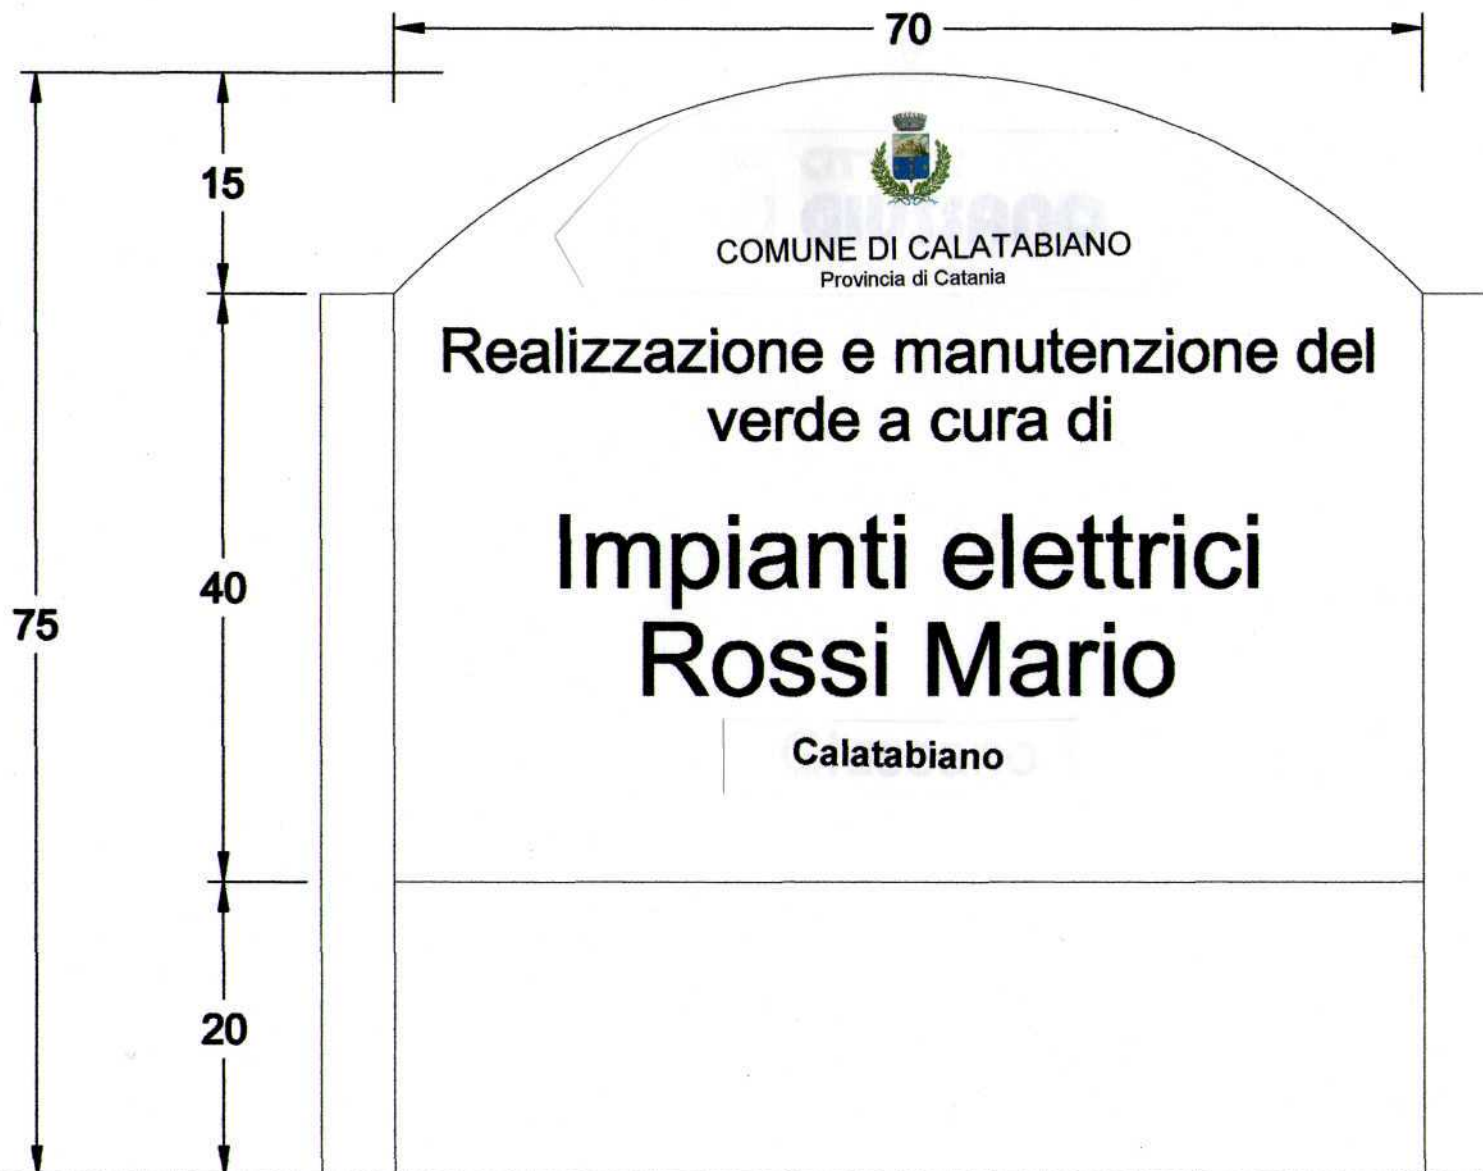 70
15
COMUNE DI CALATABIANO
Provincia di Catania
Realizzazione e manutenzione del
verde a cura di
Impianti elettrici
40
75
Rossi Mario
Calatabiano
20